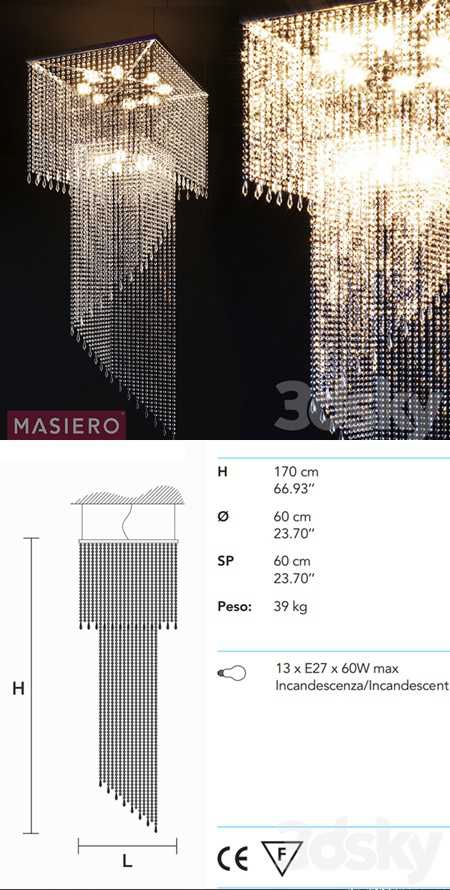 3dsky
MASIERO®
H 170 cm
66.93’’
Ø 60 cm
23.70’’
SP 60 cm
23.70’’
Peso: 39 kg
H
13 x E27 x 60W max
Incandescenza/Incandescent
L
CE F
3dsky